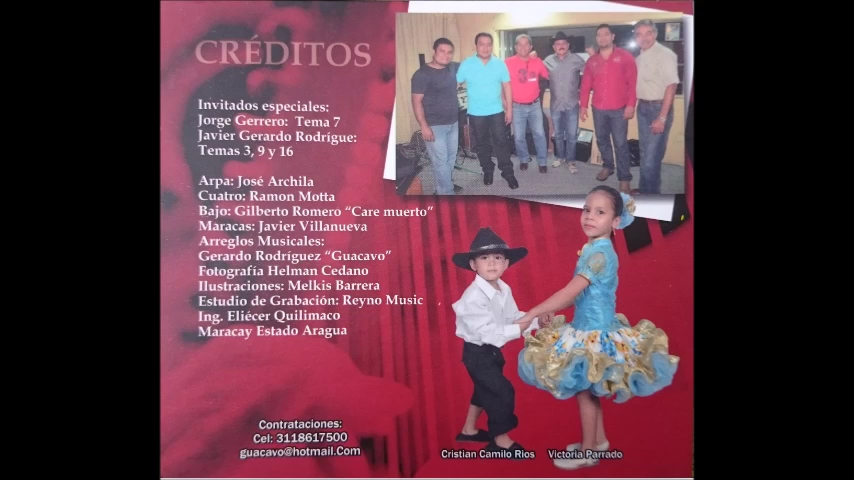 CRÉDITOS
Invitados especiales:
Jorge Gerrero: Tema 7
Javier Gerardo Rodrígue:
Temas 3, 9 y 16
Arpa: José Archila
Cuatro: Ramon Motta
Bajo: Gilberto Romero “Care muerto”
Maracas: Javier Villanueva
Arreglos Musicales:
Gerardo Rodríguez “Guacavo”
Fotografía Helman Cedano
Ilustraciones: Melkis Barrera
Estudio de Grabación: Reyno Music
Ing. Eliécer Quilimaco
Maracay Estado Aragua
Contrataciones:
Cel: 3118617500
guacavo@hotmail.Com
Cristian Camilo Rios Victoria Parrado